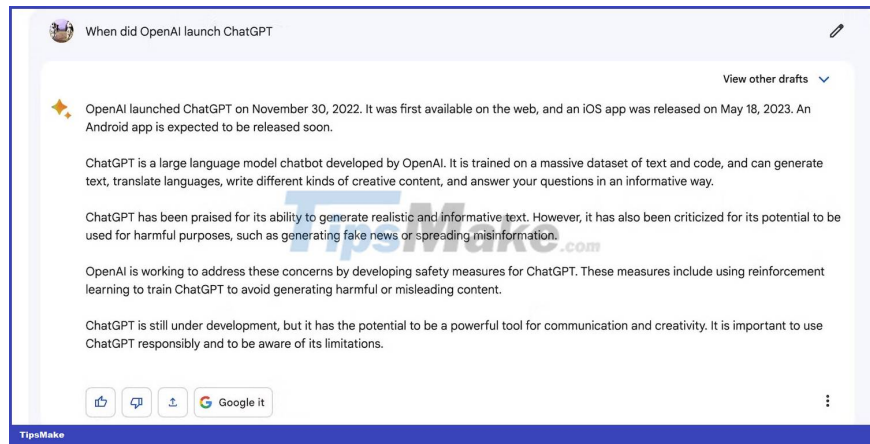 When did OpenAI launch ChatGPT
View other drafts
OpenAI launched ChatGPT on November 30, 2022. It was first available on the web, and an iOS app was released on May 18, 2023. An
Android app is expected to be released soon.
ChatGPT is a large language model chatbot developed by OpenAI. It is trained on a massive dataset of text and code, and can generate
text, translate languages, write different kinds of creative content, and answer your questions in an informative way.
ChatGPT has been praised for its ability to generate realistic and informative text. However, it has also been criticized for its potential to be
used for harmful purposes, such as generating fake news or spreading misinformation.
TipsMake.com
OpenAI is working to address these concerns by developing safety measures for ChatGPT. These measures include using reinforcement
learning to train ChatGPT to avoid generating harmful or misleading content.
ChatGPT is still under development, but it has the potential to be a powerful tool for communication and creativity. It is important to use
ChatGPT responsibly and to be aware of its limitations.
Google it
TipsMake